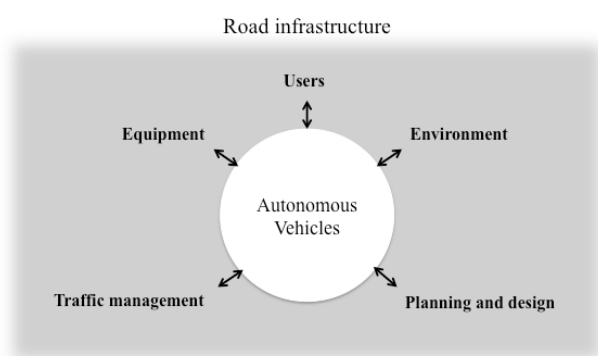 Road infrastructure
Users
Equipment
Environment
Autonomous
Vehicles
Traffic management
Planning and design